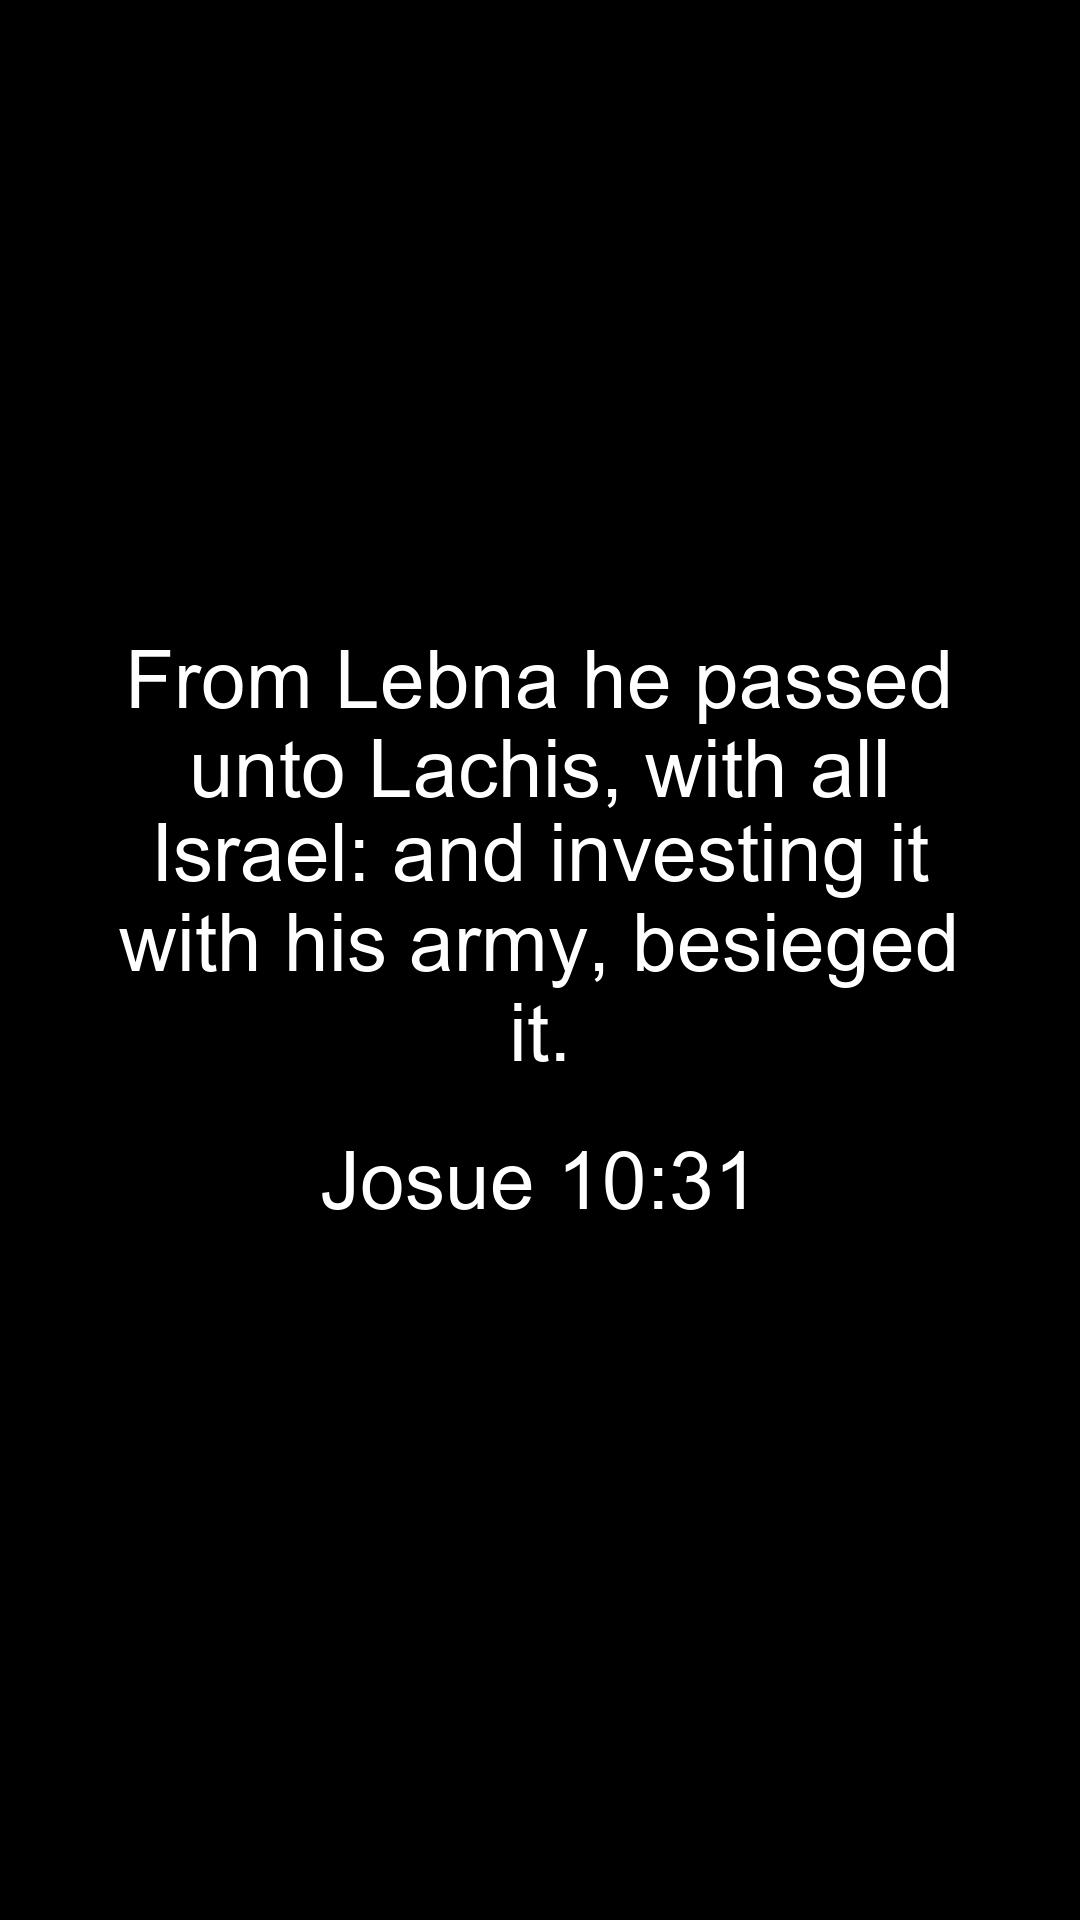 From Lebna he passed
unto Lachis, with all
Israel: and investing it
with his army, besieged
it.
Josue 10:31